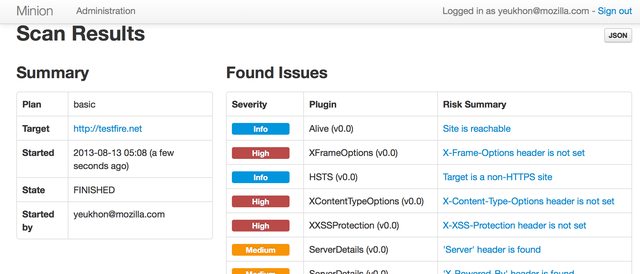 Minion Administration Logged in as yeukhon@mozilla.com - Sign out
Scan Results
JSON
Summary
Plan basic
Target http://testfire.net
Started 2013-08-13 05:08 (a few
seconds ago)
State FINISHED
Started yeukhon@mozilla.com
by
Found Issues
Severity Plugin Risk Summary
Info Alive (v0.0) Site is reachable
High XFrameOptions (v0.0) X-Frame-Options header is not set
Info HSTS (v0.0) Target is a non-HTTPS site
High XContentTypeOptions (v0.0) X-Content-Type-Options header is not set
High XXSSProtection (v0.0) X-XSS-Protection header is not set
Medium ServerDetails (v0.0) 'Server' header is found
Medium ServerDetails (v0.0) 'X-Powered-By' header is found